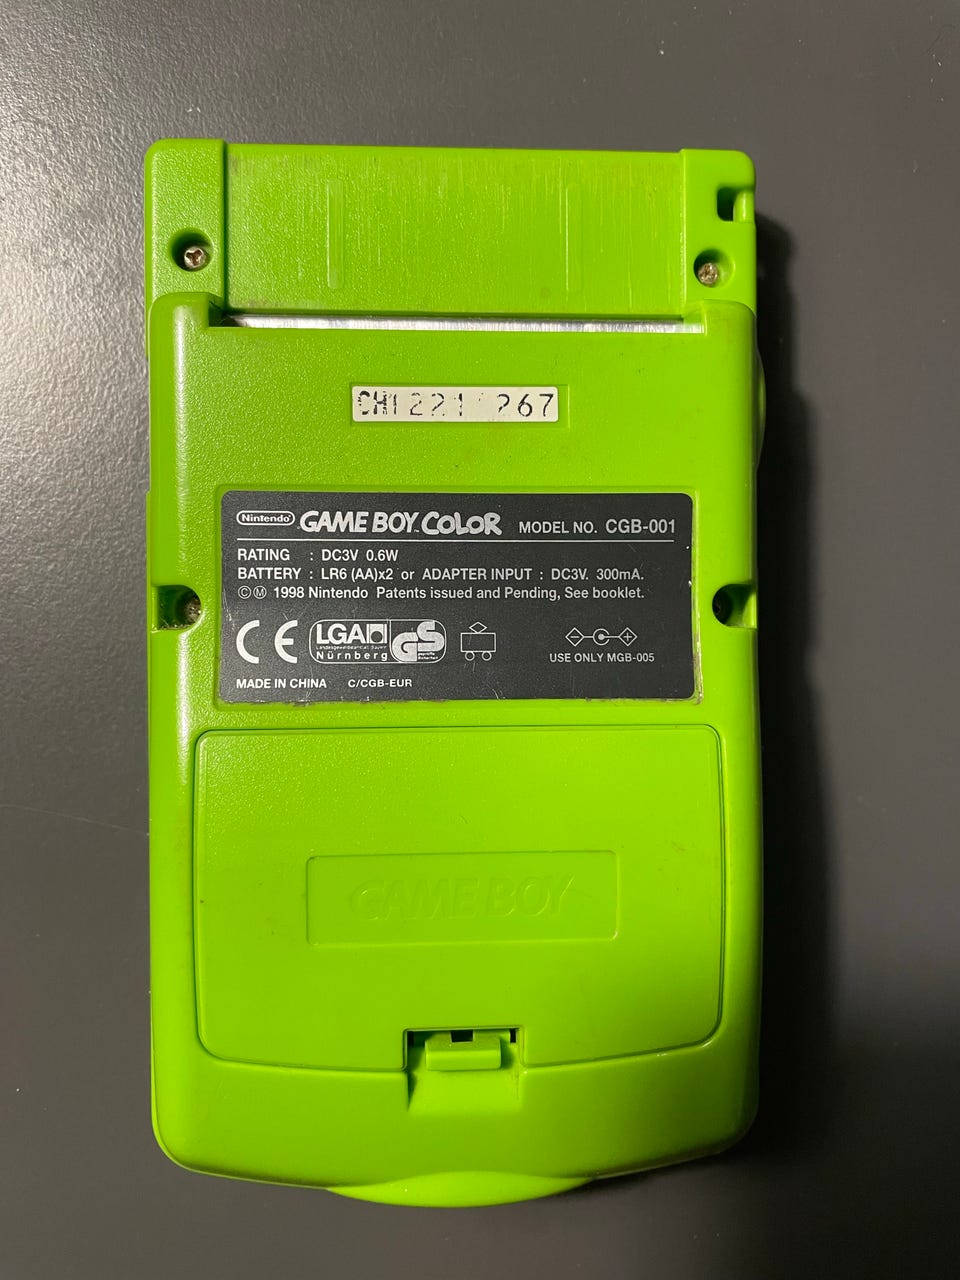 Nintendo GAME BOY COLOR MODEL NO. CGB-001
RATING : DC3V 0.6W
BATTERY : LR6 (AA)x2 or ADAPTER INPUT : DC3V. 300mA.
©Ⓜ 1998 Nintendo Patents issued and Pending, See booklet.
CE LGA
Nürnberg GS
USE ONLY MGB-005
MADE IN CHINA C/CGB-EUR
GAME BOY